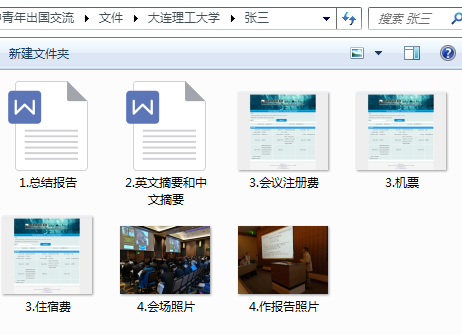 青年出国交流 ▸ 文件 ▸ 大连理工大学 ▸ 张三
搜索 张三
新建文件夹
1.总结报告
2.英文摘要和中
文摘要
3.会议注册费
3.机票
3.住宿费
4.会场照片
4.作报告照片